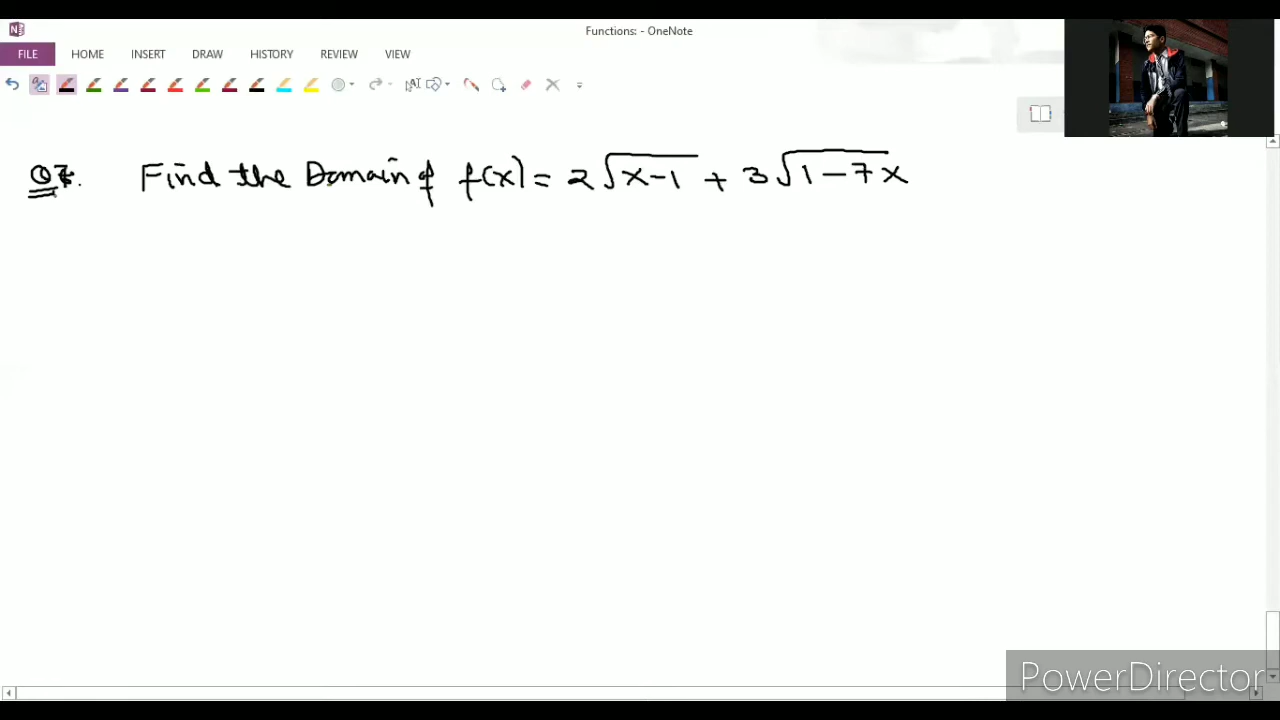 Functions: - OneNote
FILE HOME INSERT DRAW HISTORY REVIEW VIEW
Q7. Find the Domain of f(x) = 2√(x-1) + 3√(1-7x)
PowerDirector